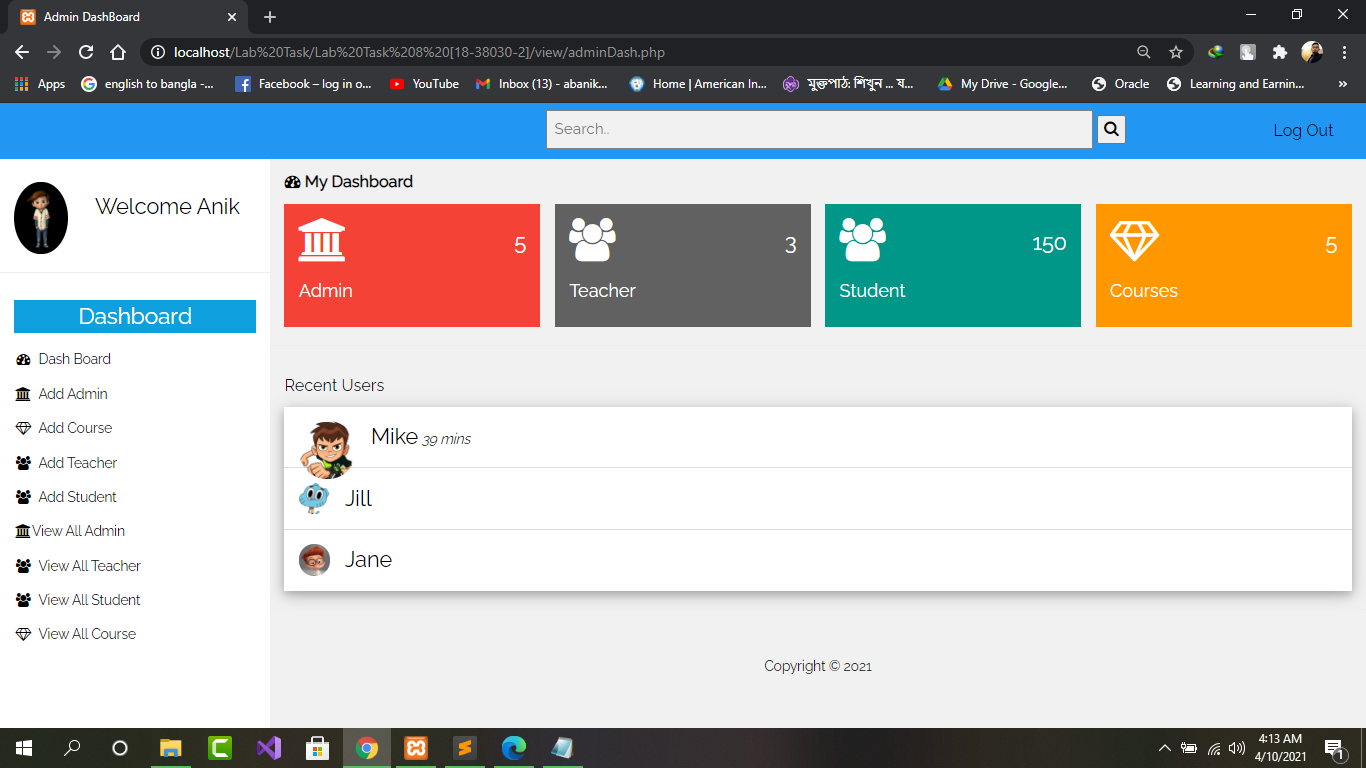 Admin DashBoard
localhost/Lab%20Task/Lab%20Task%208%20[18-38030-2]/view/adminDash.php
Apps english to bangla -... Facebook – log in o... YouTube Inbox (13) - abanik... Home | American In... মুক্তপাঠ: শিখুন ... য... My Drive - Google... Oracle Learning and Earnin... »
Search..
Log Out
Welcome Anik
My Dashboard
5
Admin
3
Teacher
150
Student
5
Courses
Dashboard
Dash Board
Add Admin
Add Course
Add Teacher
Add Student
View All Admin
View All Teacher
View All Student
View All Course
Recent Users
Mike 39 mins
Jill
Jane
Copyright © 2021
4:13 AM
4/10/2021
1